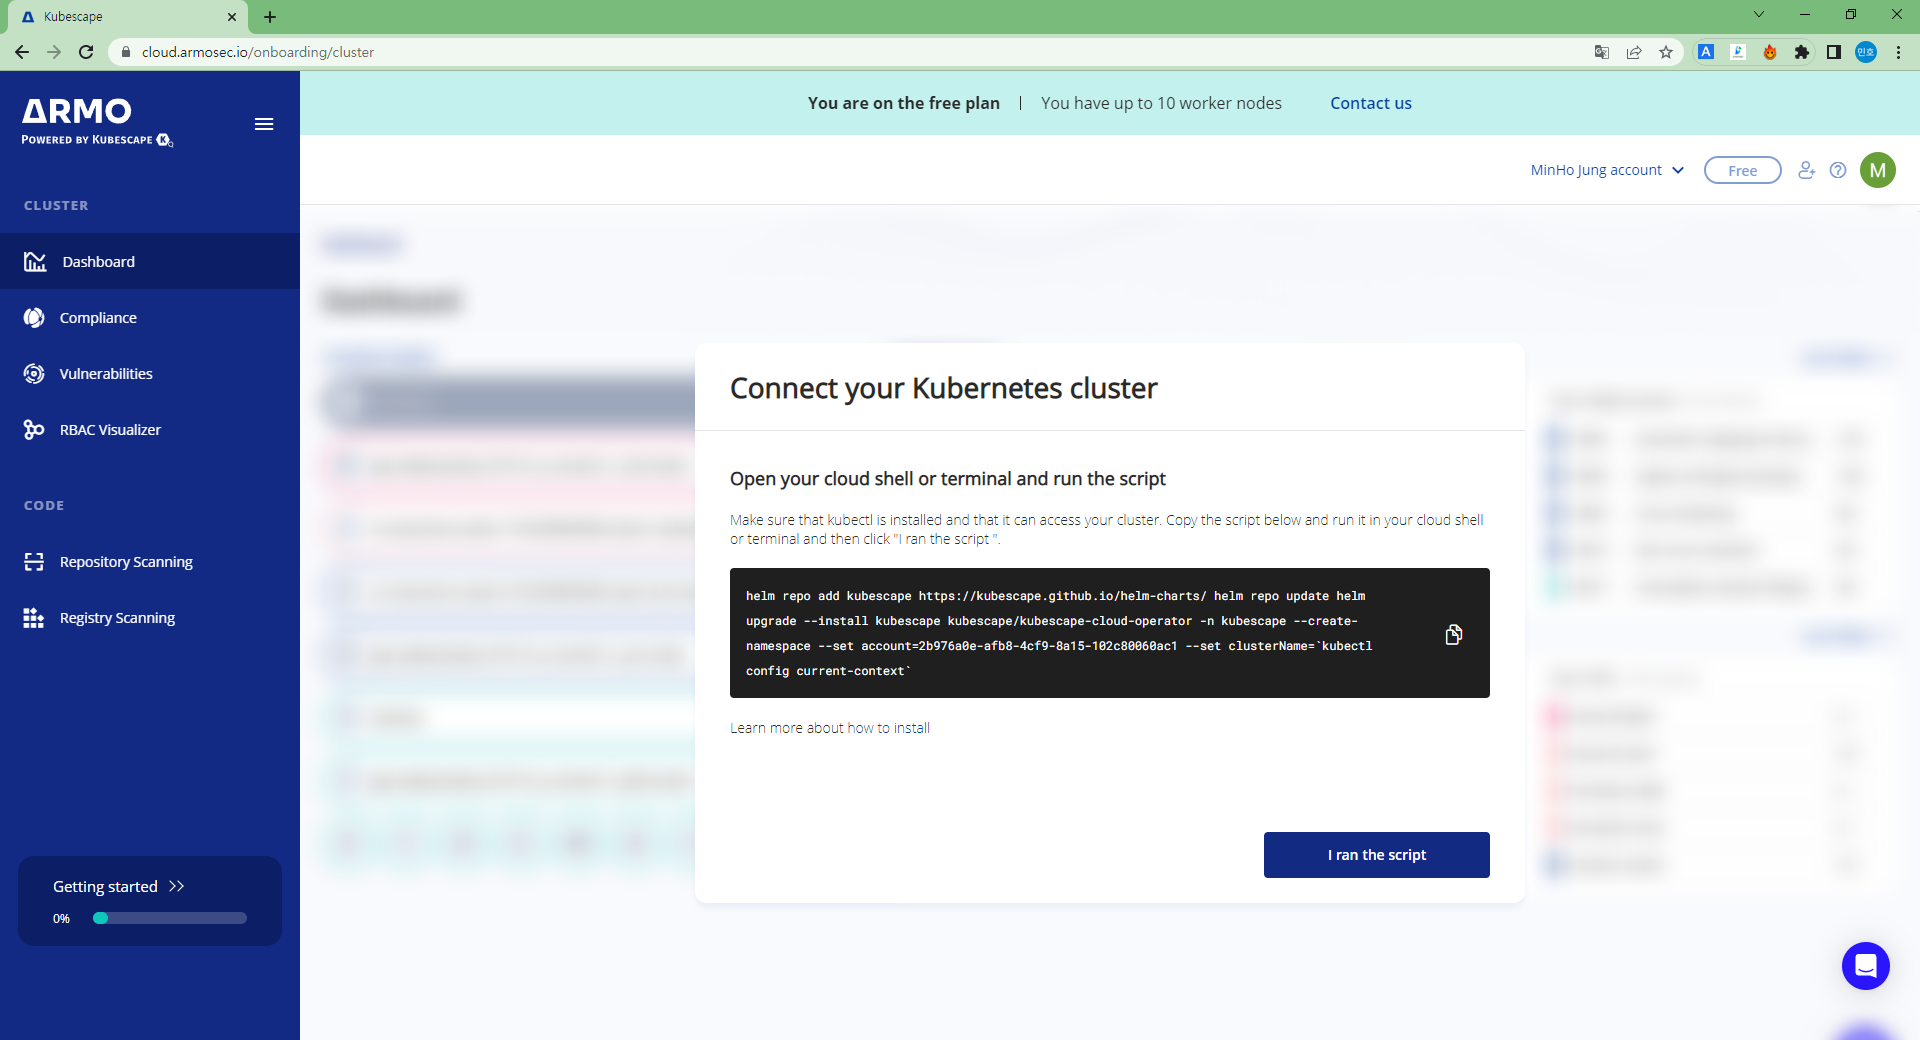 Kubescape
cloud.armosec.io/onboarding/cluster
A
민호
ARMO
POWERED BY KUBESCAPE
K
You are on the free plan | You have up to 10 worker nodes Contact us
MinHo Jung account Free M
CLUSTER
Dashboard
Compliance
Vulnerabilities
RBAC Visualizer
CODE
Repository Scanning
Registry Scanning
Getting started
0%
Dashboard
Connect your Kubernetes cluster
Open your cloud shell or terminal and run the script
Make sure that kubectl is installed and that it can access your cluster. Copy the script below and run it in your cloud shell
or terminal and then click "I ran the script ".
helm repo add kubescape https://kubescape.github.io/helm-charts/ helm repo update helm
upgrade --install kubescape kubescape/kubescape-cloud-operator -n kubescape --create-
namespace --set account=2b976a0e-afb8-4cf9-8a15-102c80060ac1 --set clusterName=`kubectl
config current-context`
Learn more about how to install
I ran the script